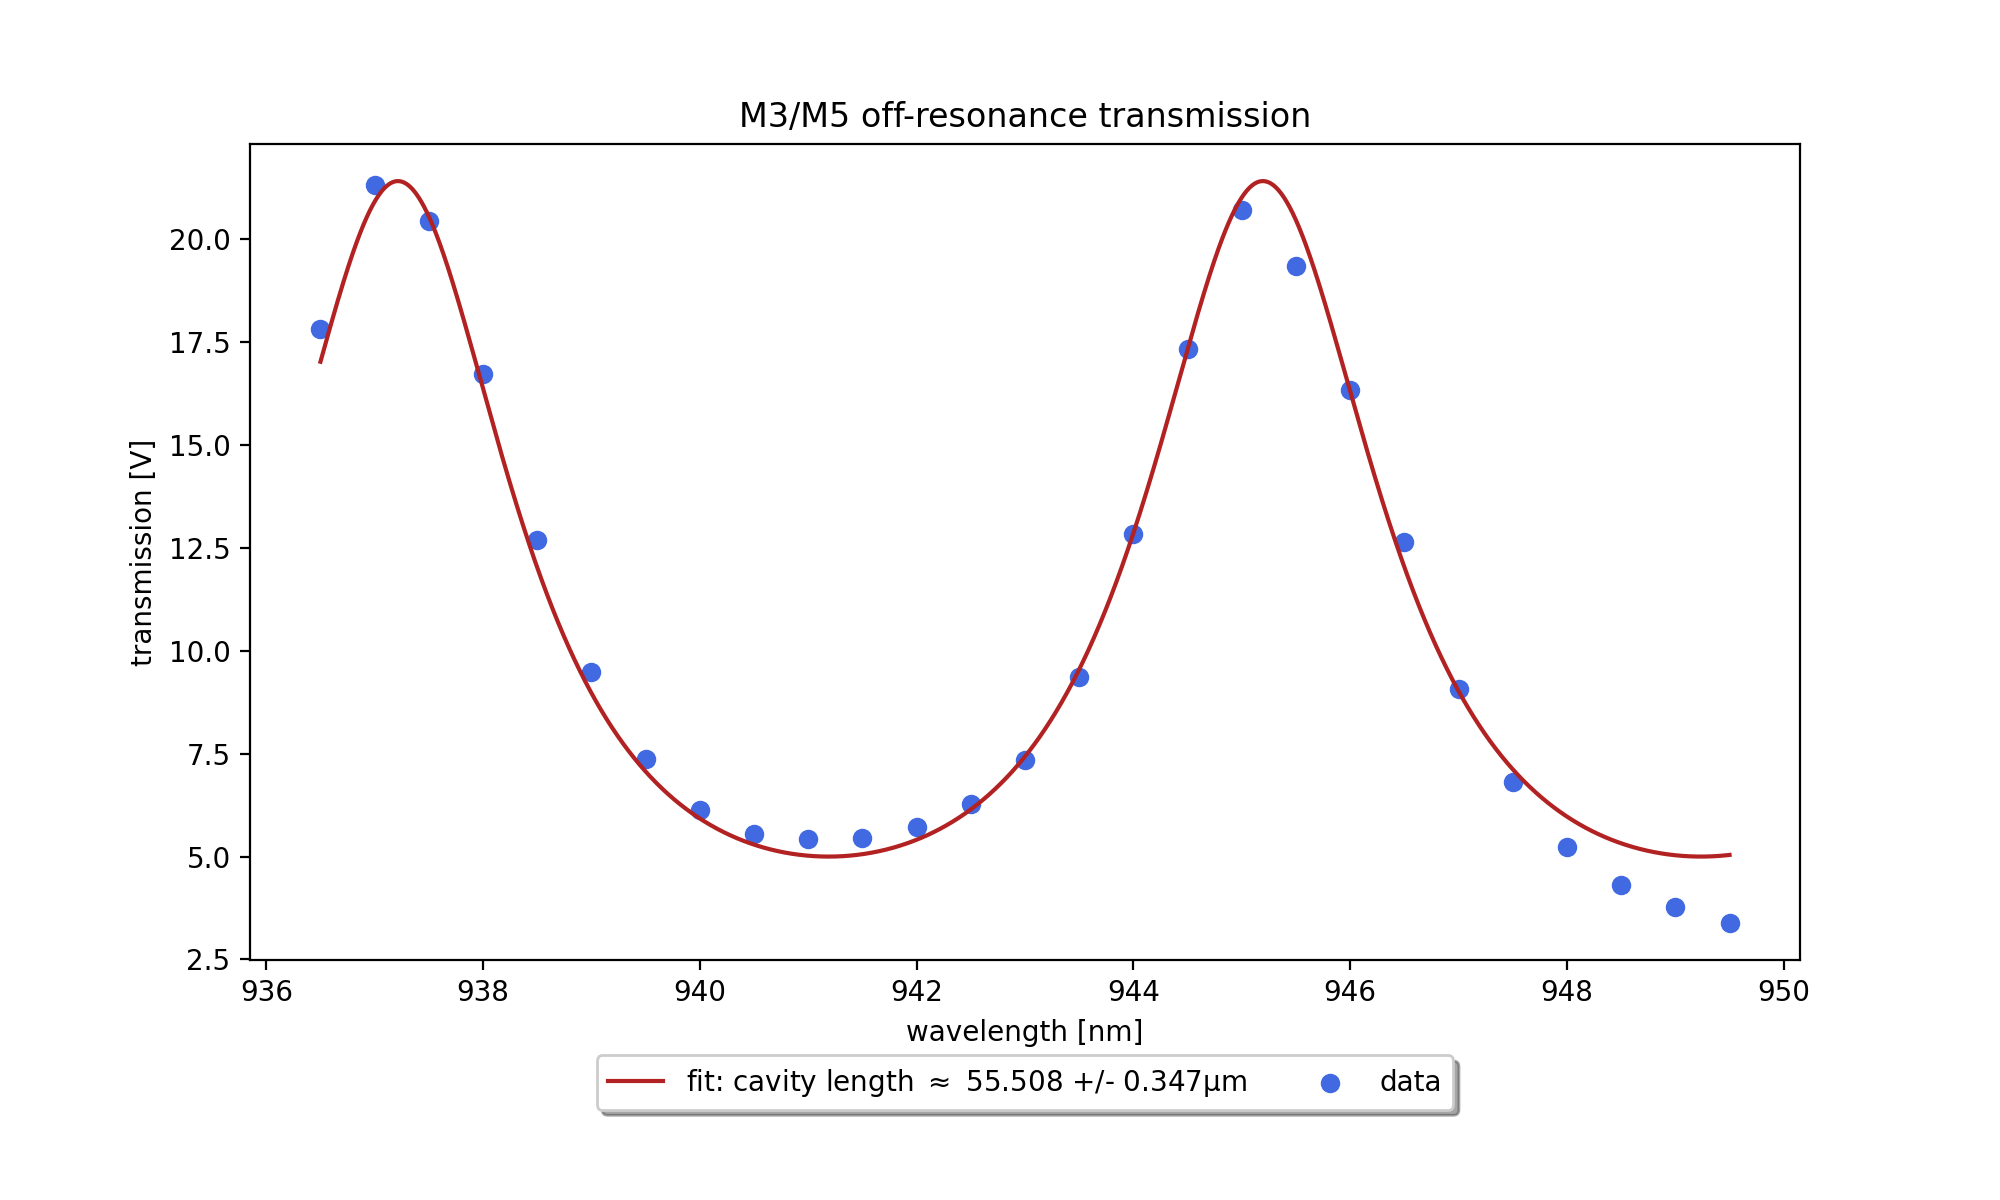 M3/M5 off-resonance transmission
transmission [V]
20.0
17.5
15.0
12.5
10.0
7.5
5.0
2.5
936 938 940 942 944 946 948 950
wavelength [nm]
fit: cavity length ≈ 55.508 +/- 0.347μm data